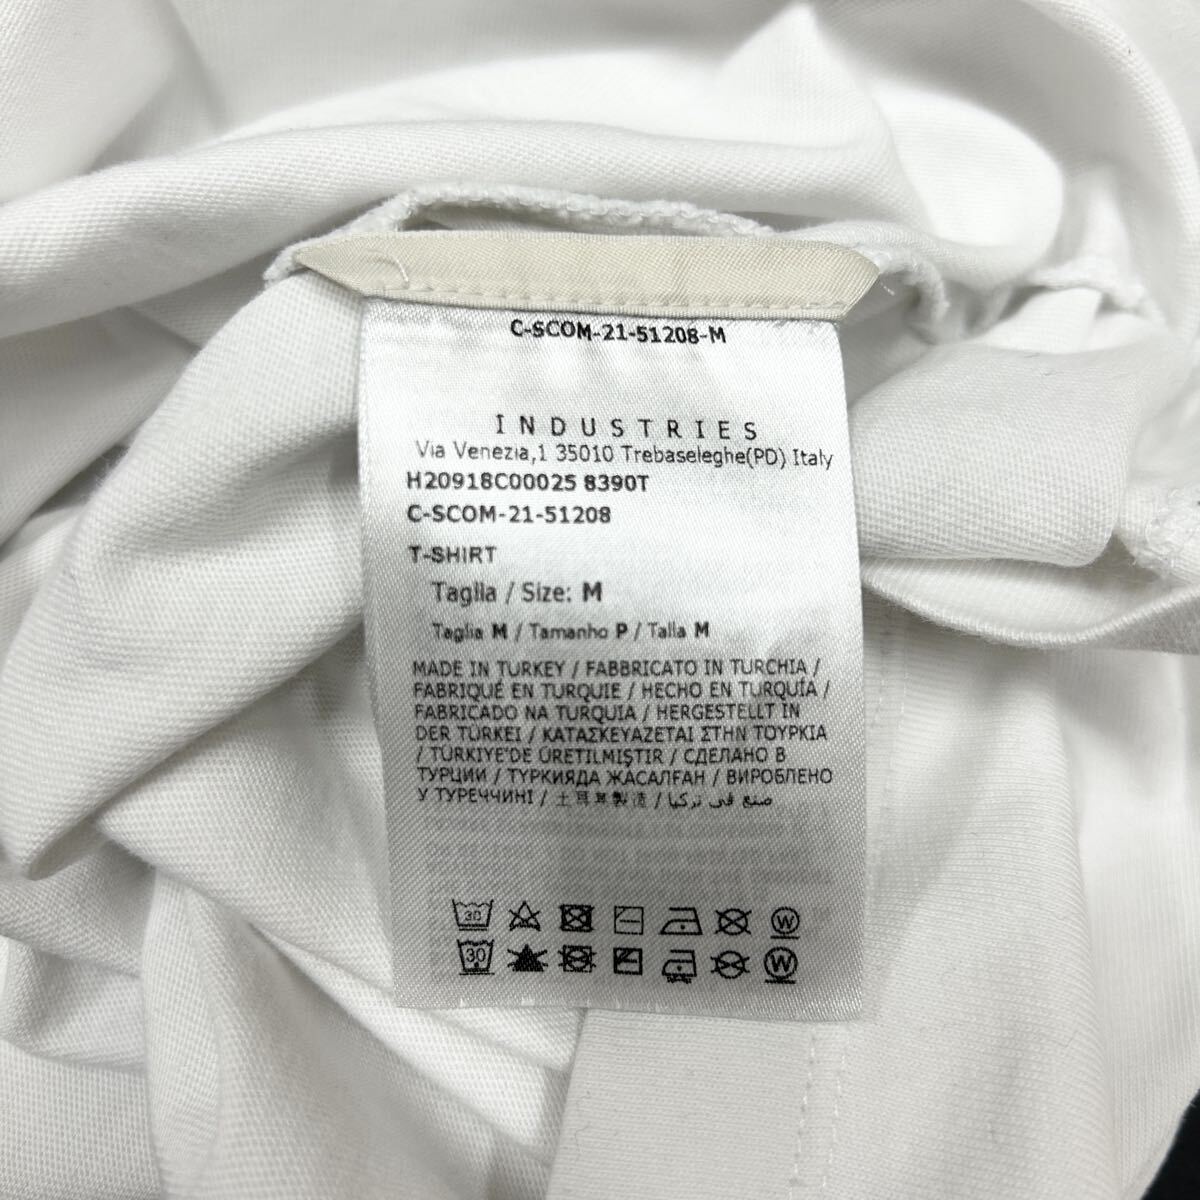 C-SCOM-21-51208-M
INDUSTRIES
Via Venezia,1 35010 Trebaseleghe(PD) Italy
H20918C00025 8390T
C-SCOM-21-51208
T-SHIRT
Taglia / Size: M
Taglia M / Tamanho P / Talla M
MADE IN TURKEY / FABBRICATO IN TURCHIA /
FABRIQUÉ EN TURQUIE / HECHO EN TURQUÍA /
FABRICADO NA TURQUIA / HERGESTELLT IN
DER TÜRKEI / ΚΑΤΑΣΚΕΥΑΖΕΤΑΙ ΣΤΗΝ ΤΟΥΡΚΙΑ
/ TÜRKIYE'DE ÜRETILMIŞTIR / СДЕЛАНО В
ТУРЦИИ / ТҮРКИЯДА ЖАСАЛҒАН / ВИРОБЛЕНО
У ТУРЕЧЧИНІ / 土耳其製造 / صنع في تركيا
30 W
30 W